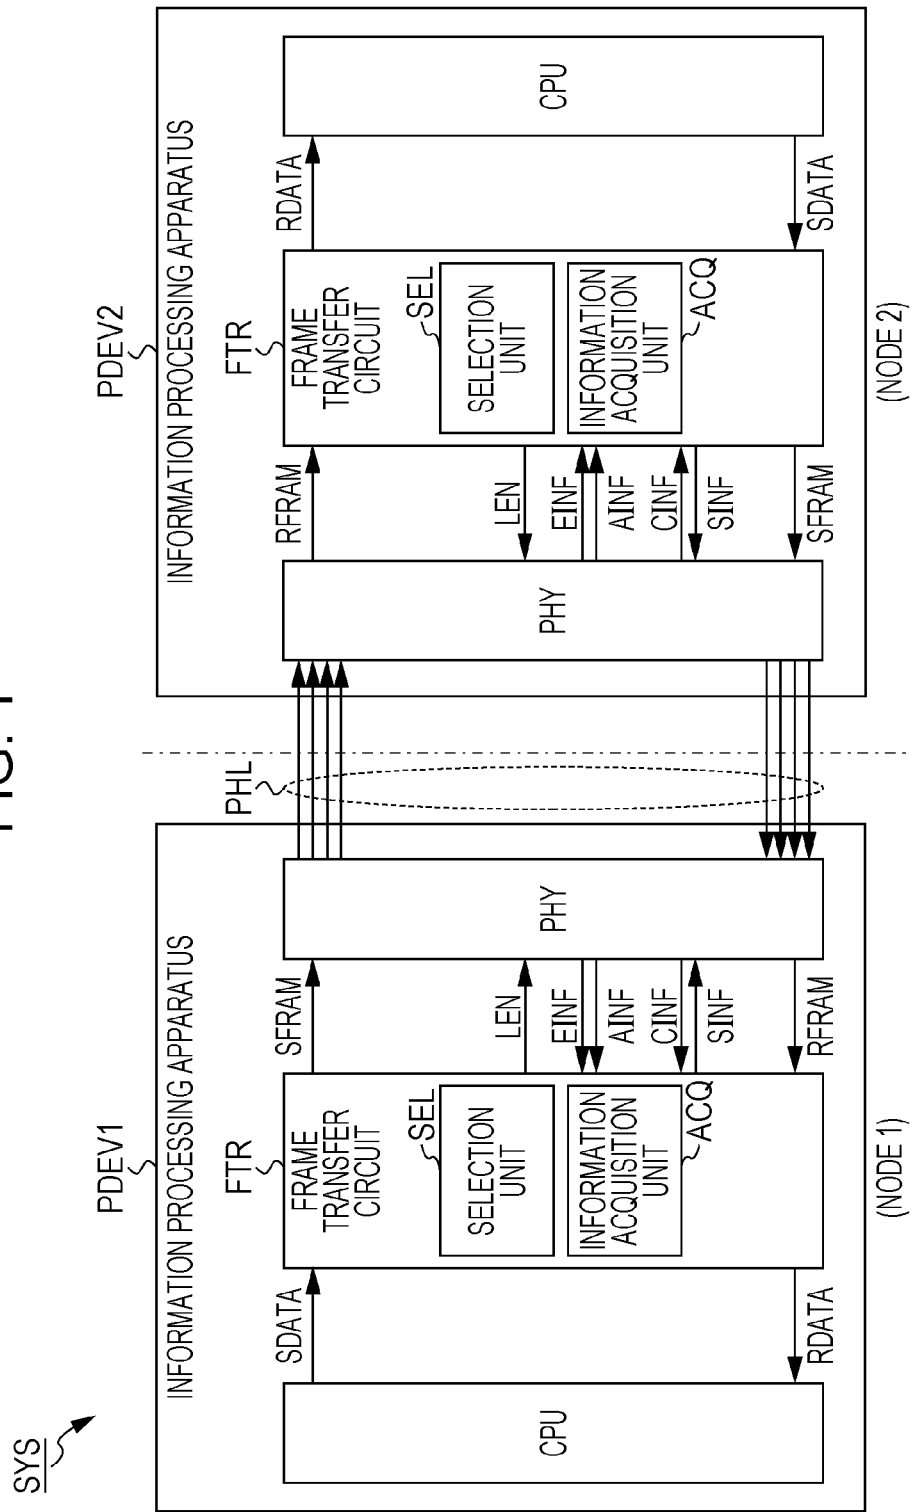 SYS
PDEV1
INFORMATION PROCESSING APPARATUS
CPU
SDATA
RDATA
FTR
FRAME
TRANSFER
CIRCUIT
SEL
SELECTION
UNIT
INFORMATION
ACQUISITION
UNIT
ACQ
SFRAM
LEN
EINF
AINF
CINF
SINF
RFRAM
PHY
(NODE 1)
PHL
PDEV2
INFORMATION PROCESSING APPARATUS
PHY
RFRAM
LEN
EINF
AINF
CINF
SINF
SFRAM
FTR
FRAME
TRANSFER
CIRCUIT
SEL
SELECTION
UNIT
INFORMATION
ACQUISITION
UNIT
ACQ
RDATA
SDATA
CPU
(NODE 2)